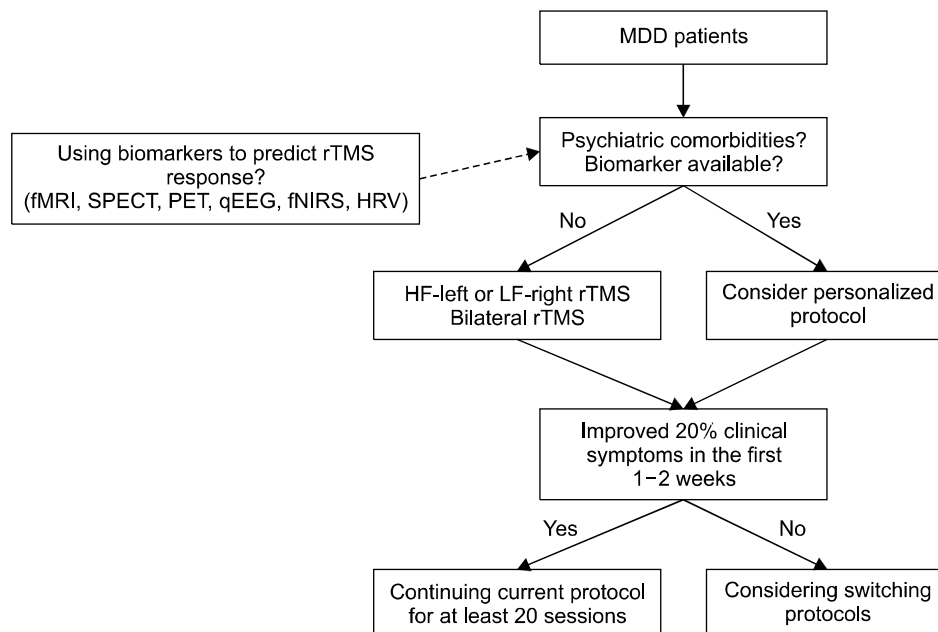 MDD patients
Using biomarkers to predict rTMS
response?
(fMRI, SPECT, PET, qEEG, fNIRS, HRV)
Psychiatric comorbidities?
Biomarker available?
No
Yes
HF-left or LF-right rTMS
Bilateral rTMS
Consider personalized
protocol
Improved 20% clinical
symptoms in the first
1−2 weeks
Yes
No
Continuing current protocol
for at least 20 sessions
Considering switching
protocols